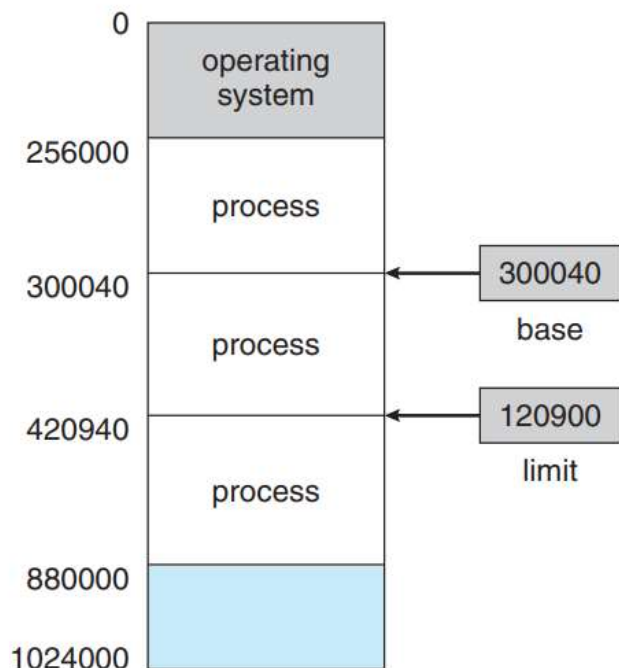 0
operating
system
256000
process
300040
300040
base
process
420940
120900
limit
process
880000
1024000